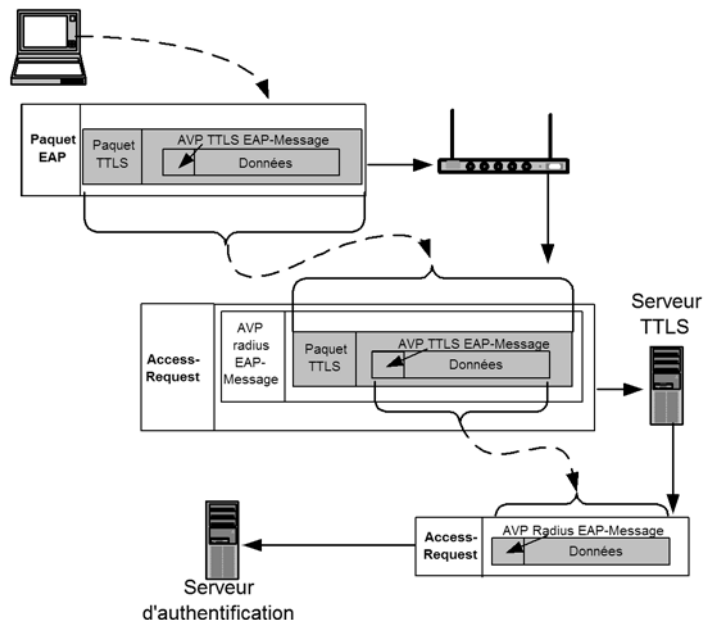 Paquet
EAP
Paquet
TTLS
AVP TTLS EAP-Message
Données
Serveur
TTLS
Access-
Request
AVP
radius
EAP-
Message
Paquet
TTLS
AVP TTLS EAP-Message
Données
Access-
Request
AVP Radius EAP-Message
Données
Serveur
d'authentification